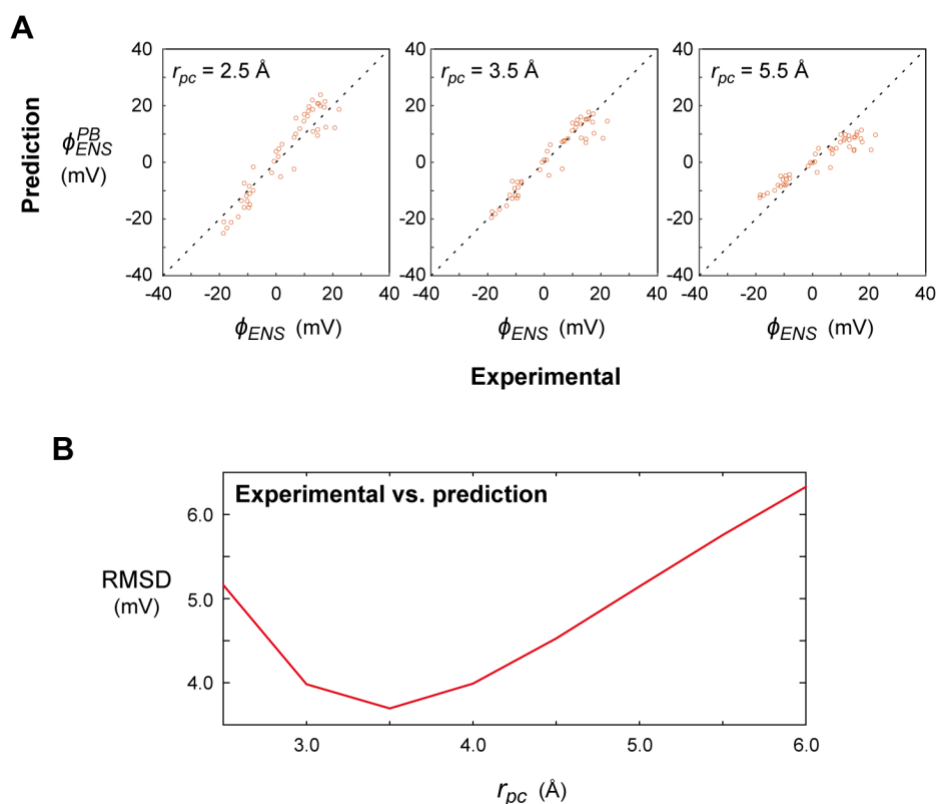 A
Prediction
ϕ_ENS^PB
(mV)
40
20
0
-20
-40
r_pc = 2.5 Å
r_pc = 3.5 Å
r_pc = 5.5 Å
40
20
0
-20
-40
40
20
0
-20
-40
-40 -20 0 20 40
-40 -20 0 20 40
-40 -20 0 20 40
ϕ_ENS (mV)
ϕ_ENS (mV)
ϕ_ENS (mV)
Experimental
B
Experimental vs. prediction
RMSD
(mV)
6.0
5.0
4.0
3.0 4.0 5.0 6.0
r_pc (Å)